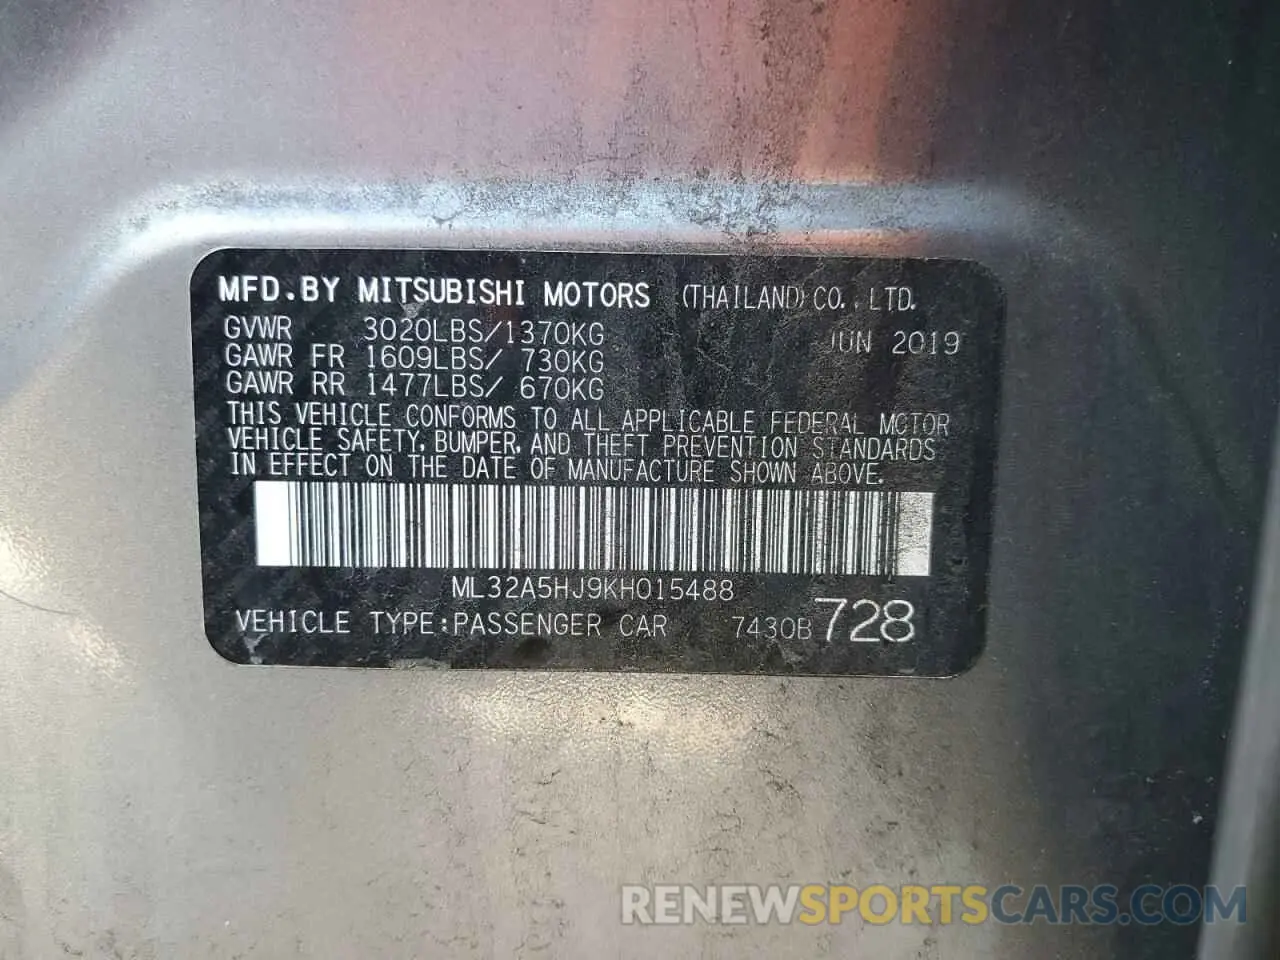 MFD.BY MITSUBISHI MOTORS (THAILAND) CO., LTD.
GVWR 3020LBS/1370KG JUN 2019
GAWR FR 1609LBS/ 730KG
GAWR RR 1477LBS/ 670KG
THIS VEHICLE CONFORMS TO ALL APPLICABLE FEDERAL MOTOR
VEHICLE SAFETY, BUMPER, AND THEFT PREVENTION STANDARDS
IN EFFECT ON THE DATE OF MANUFACTURE SHOWN ABOVE.
ML32A5HJ9KH015488
VEHICLE TYPE:PASSENGER CAR 7430B 728
RENEWSPORTSCARS.COM